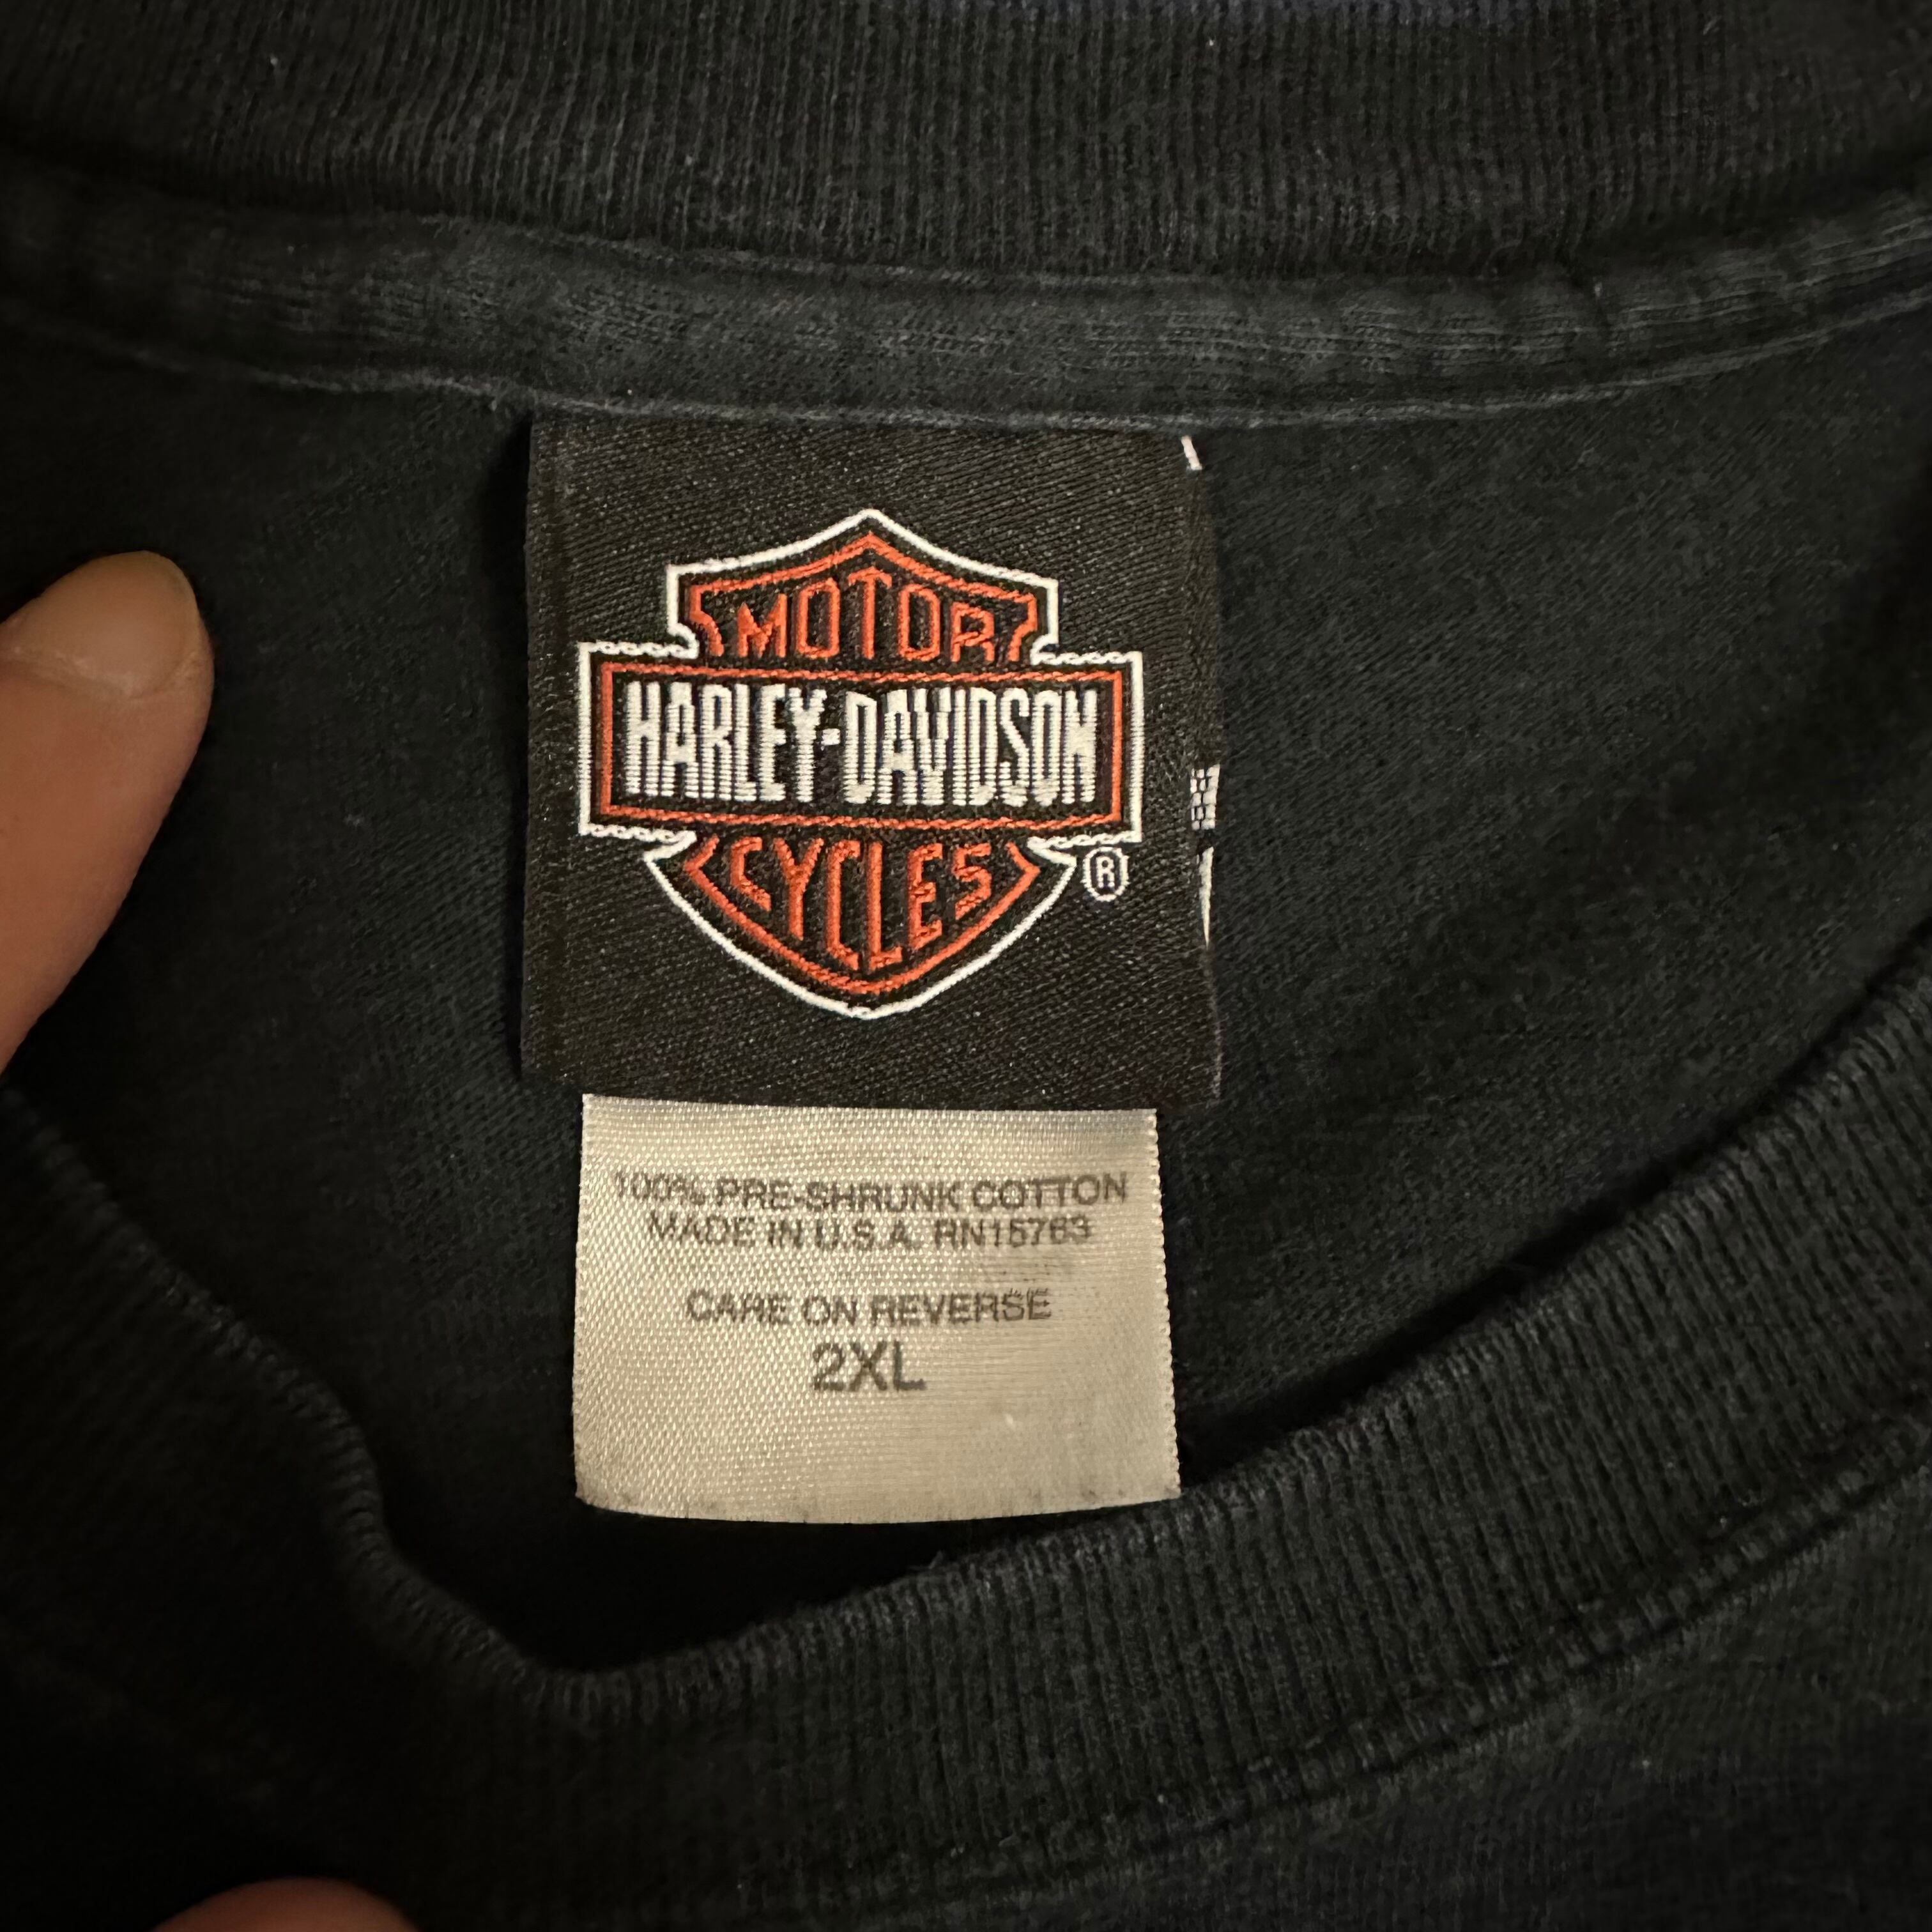 MOTOR
HARLEY-DAVIDSON
CYCLES
®
100% PRE-SHRUNK COTTON
MADE IN U.S.A. RN15763
CARE ON REVERSE
2XL